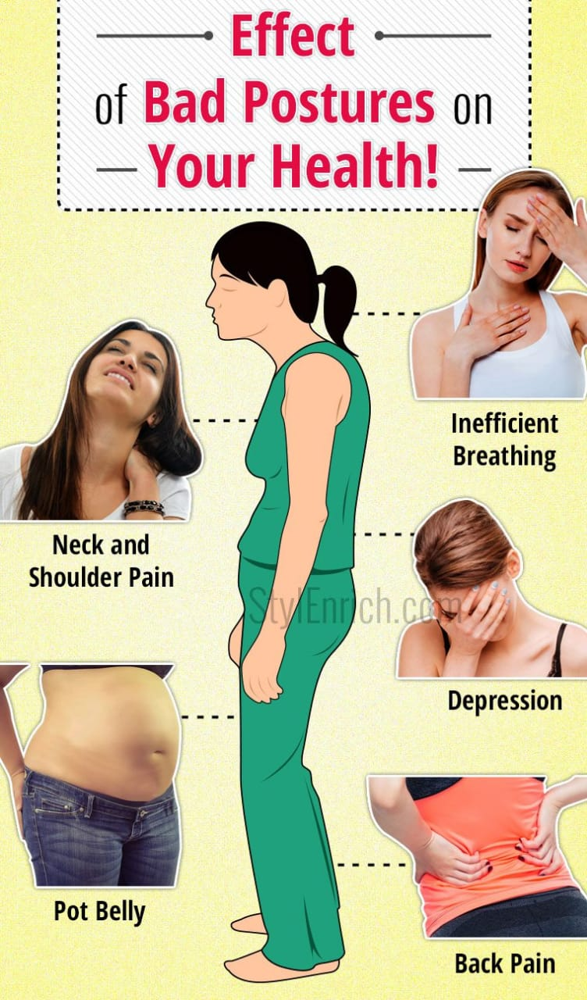 Effect
of Bad Postures on
Your Health!
Inefficient
Breathing
Neck and
Shoulder Pain
StylEnrich.com
Depression
Pot Belly
Back Pain